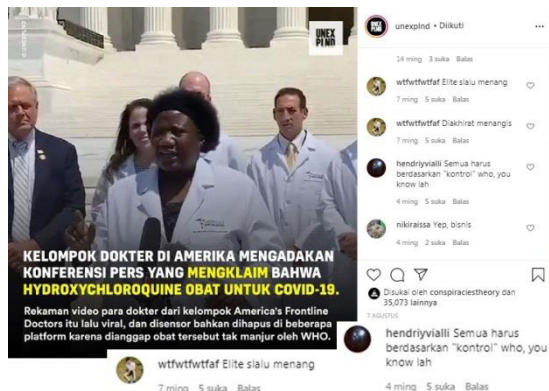 UNEX
PLND
KELOMPOK DOKTER DI AMERIKA MENGADAKAN
KONFERENSI PERS YANG MENGKLAIM BAHWA
HYDROXYCHLOROQUINE OBAT UNTUK COVID-19.
Rekaman video para dokter dari kelompok America's Frontline
Doctors itu lalu viral, dan disensor bahkan dihapus di beberapa
platform karena dianggap obat tersebut tak manjur oleh WHO.
unexplnd • Diikuti
14 ming 3 suka Balas
wtfwtfwtfaf Elite slalu menang
7 ming 5 suka Balas
wtfwtfwtfaf Diakhirat menangis
7 ming 5 suka Balas
hendriyvialli Semua harus
berdasarkan "kontrol" who, you
know lah
4 ming 5 suka Balas
nikiraissa Yep, bisnis
4 ming 2 suka Balas
Disukai oleh conspiraciestheory dan
35,073 lainnya
7 AGUSTUS
wtfwtfwtfaf Elite slalu menang
7 ming 5 suka Balas
hendriyvialli Semua harus
berdasarkan "kontrol" who, you
know lah
4 ming 5 suka Balas